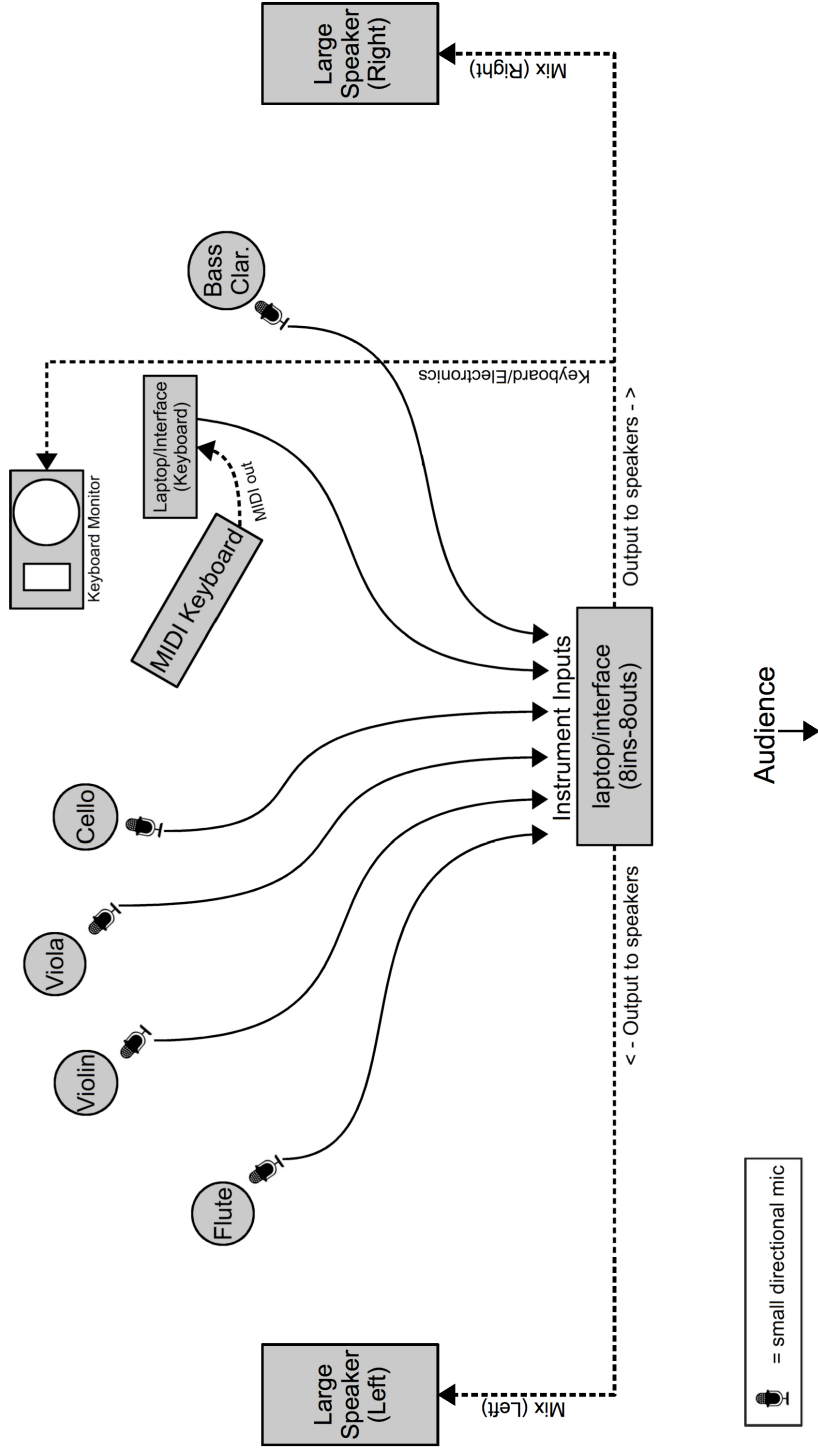 Keyboard Monitor
Laptop/Interface
(Keyboard)
MIDI out
MIDI Keyboard
Cello
Viola
Violin
Flute
Bass
Clar.
Large
Speaker
(Left)
Large
Speaker
(Right)
Mix (Left)
Mix (Right)
Keyboard/Electronics
Instrument Inputs
laptop/interface
(8ins-8outs)
< - Output to speakers
Output to speakers - >
= small directional mic
Audience